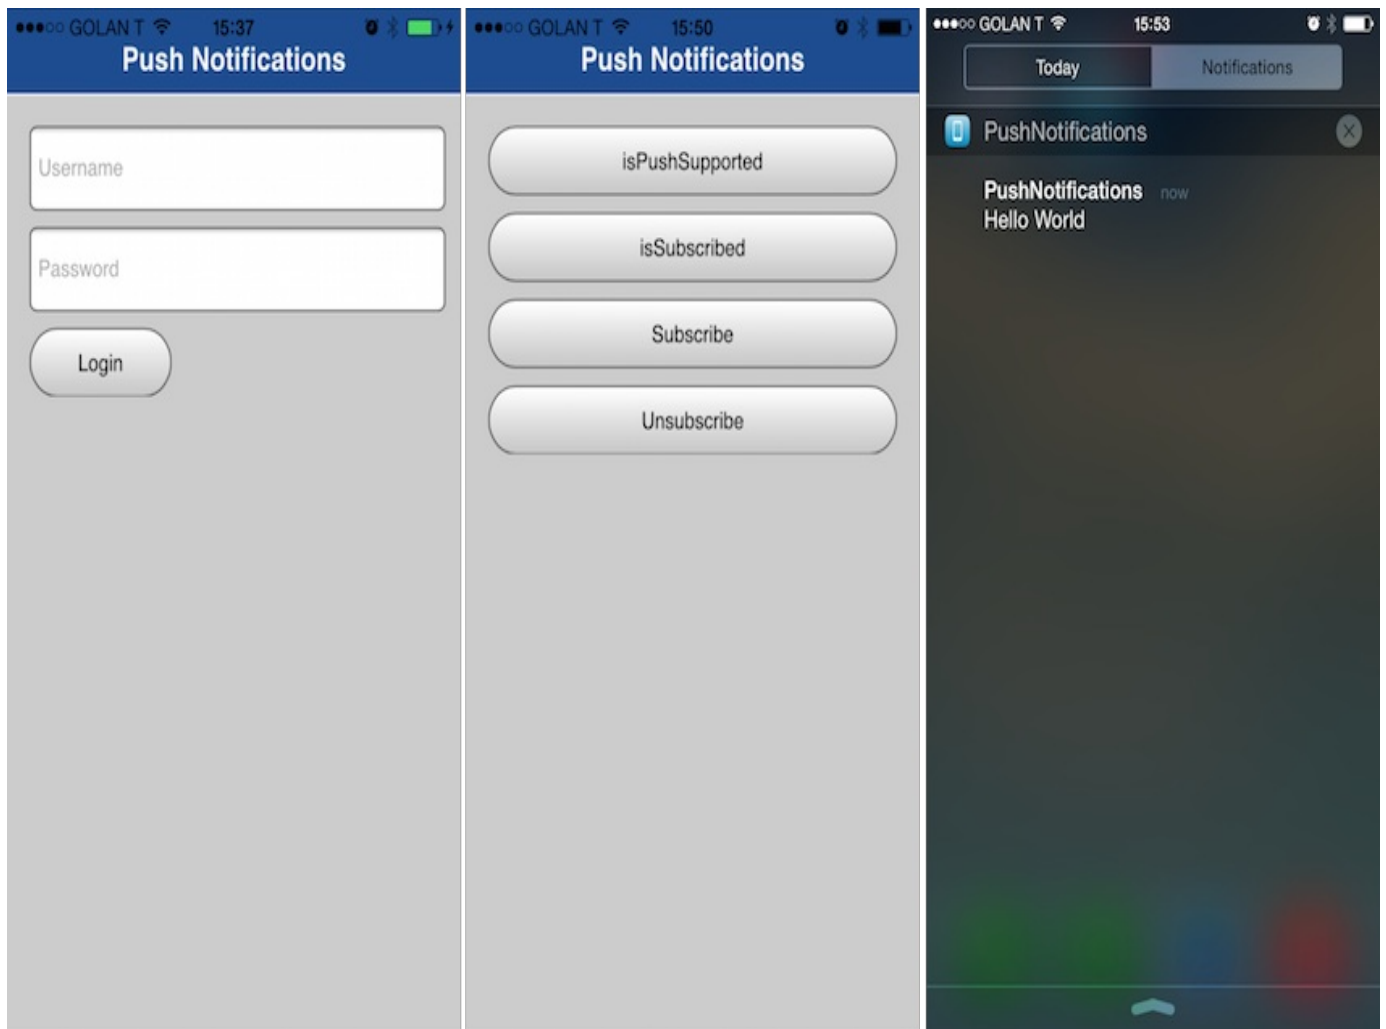 GOLAN T 15:37
Push Notifications
Username
Password
Login
GOLAN T 15:50
Push Notifications
isPushSupported
isSubscribed
Subscribe
Unsubscribe
GOLAN T 15:53
Today Notifications
PushNotifications
PushNotifications now
Hello World